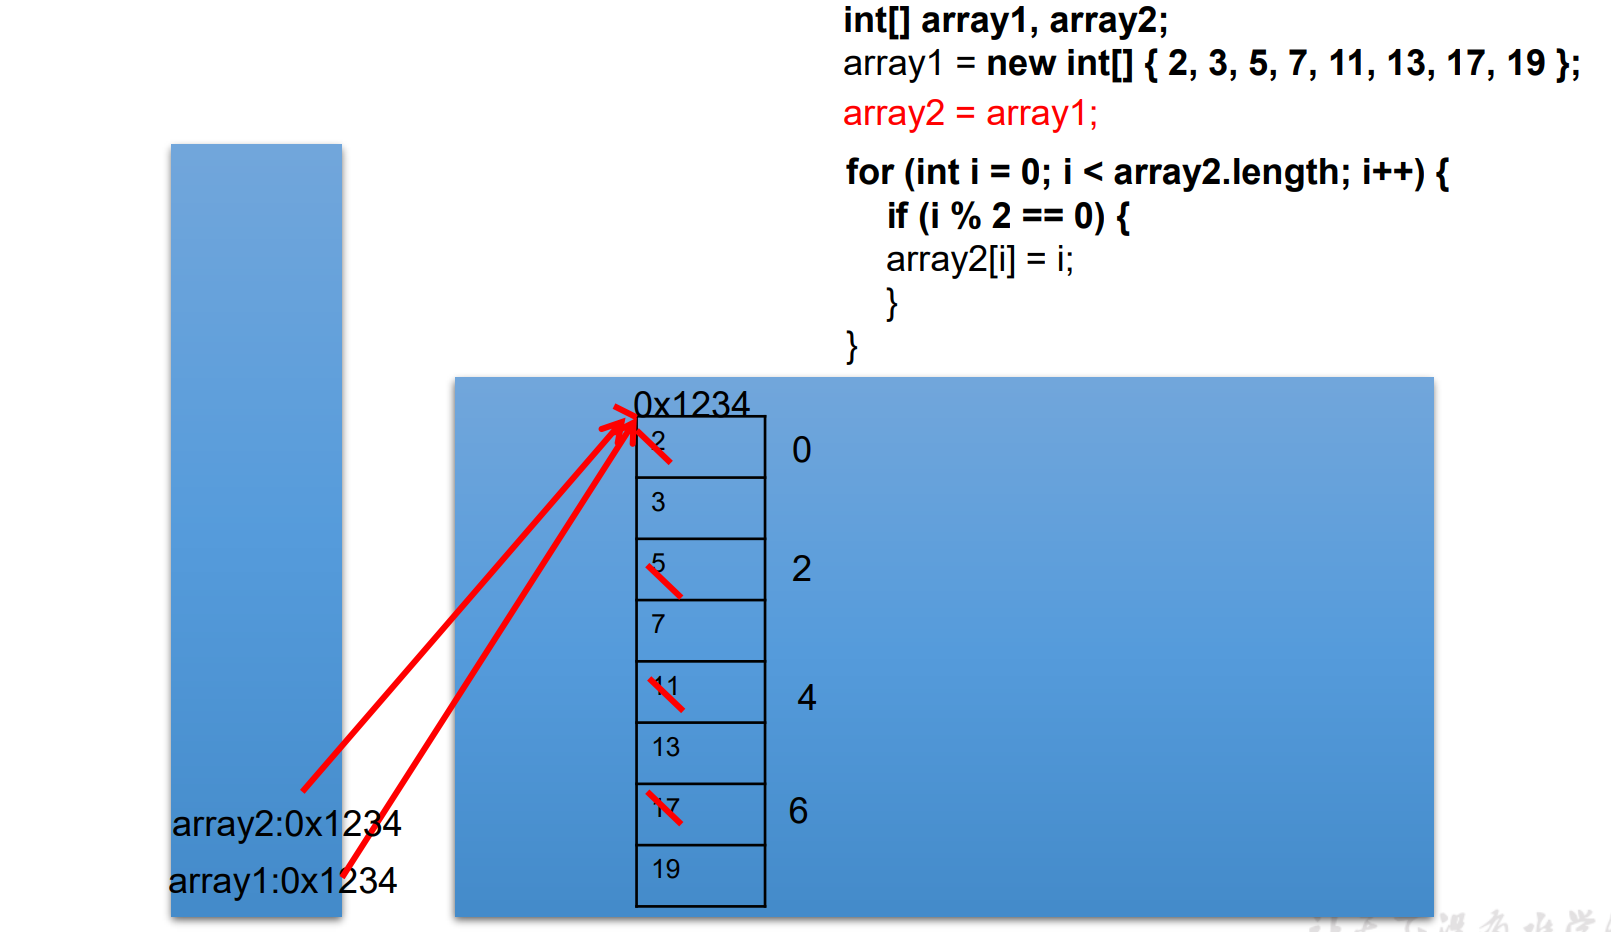 int[] array1, array2;
array1 = new int[] { 2, 3, 5, 7, 11, 13, 17, 19 };
array2 = array1;
for (int i = 0; i < array2.length; i++) {
if (i % 2 == 0) {
array2[i] = i;
}
}
0x1234
2 0
3
5 2
7
11 4
13
17 6
19
array2:0x1234
array1:0x1234